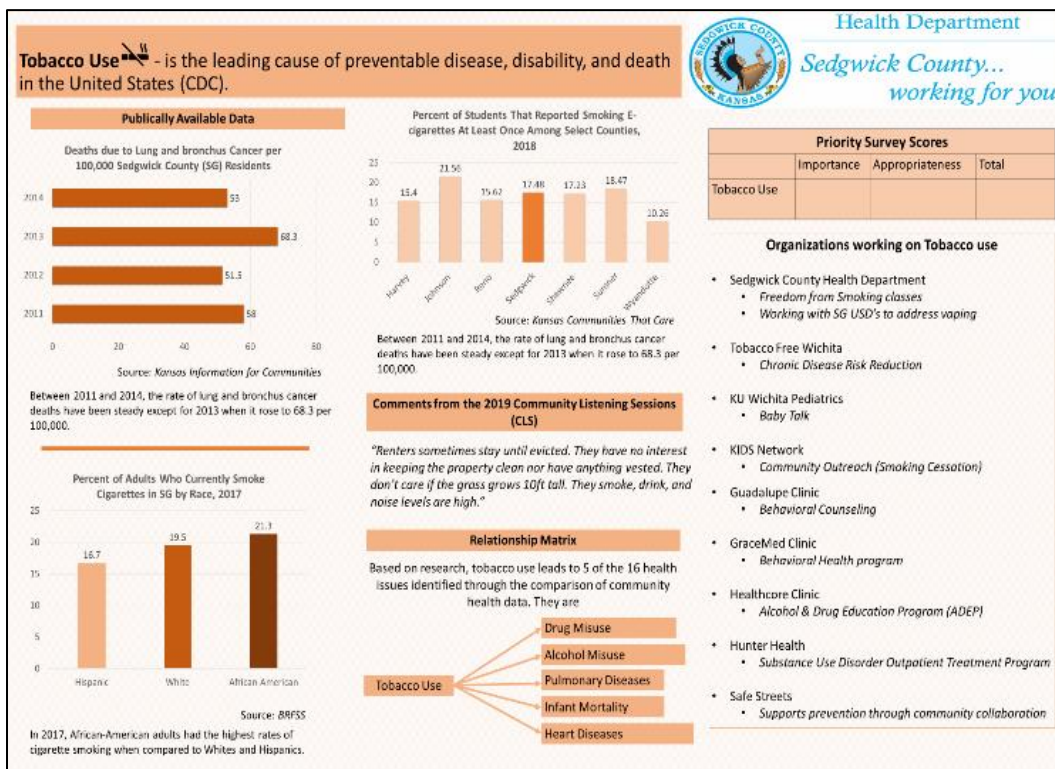 Tobacco Use - is the leading cause of preventable disease, disability, and death
in the United States (CDC).
Health Department
SEDGWICK COUNTY
KANSAS
Sedgwick County...
working for you
Publically Available Data
Deaths due to Lung and bronchus Cancer per
100,000 Sedgwick County (SG) Residents
2014
53
2013
68.3
2012
51.5
2011
58
0 20 40 60 80
Source: Kansas Information for Communities
Between 2011 and 2014, the rate of lung and bronchus cancer
deaths have been steady except for 2013 when it rose to 68.3 per
100,000.
Percent of Adults Who Currently Smoke
Cigarettes in SG by Race, 2017
25
20
15
10
5
0
16.7
19.5
21.3
Hispanic White African American
Source: BRFSS
In 2017, African-American adults had the highest rates of
cigarette smoking when compared to Whites and Hispanics.
Percent of Students That Reported Smoking E-
cigarettes At Least Once Among Select Counties,
2018
25
20
15
10
5
0
15.4
21.56
15.62
17.48
17.23
18.47
10.26
Harvey
Johnson
Reno
Sedgwick
Shawnee
Sumner
Wyandotte
Source: Kansas Communities That Care
Between 2011 and 2014, the rate of lung and bronchus cancer
deaths have been steady except for 2013 when it rose to 68.3 per
100,000.
Comments from the 2019 Community Listening Sessions
(CLS)
"Renters sometimes stay until evicted. They have no interest
in keeping the property clean nor have anything vested. They
don't care if the grass grows 10ft tall. They smoke, drink, and
noise levels are high."
Relationship Matrix
Based on research, tobacco use leads to 5 of the 16 health
issues identified through the comparison of community
health data. They are
Tobacco Use
Drug Misuse
Alcohol Misuse
Pulmonary Diseases
Infant Mortality
Heart Diseases
Priority Survey Scores
Importance Appropriateness Total
Tobacco Use
Organizations working on Tobacco use
• Sedgwick County Health Department
• Freedom from Smoking classes
• Working with SG USD's to address vaping
• Tobacco Free Wichita
• Chronic Disease Risk Reduction
• KU Wichita Pediatrics
• Baby Talk
• KIDS Network
• Community Outreach (Smoking Cessation)
• Guadalupe Clinic
• Behavioral Counseling
• GraceMed Clinic
• Behavioral Health program
• Healthcore Clinic
• Alcohol & Drug Education Program (ADEP)
• Hunter Health
• Substance Use Disorder Outpatient Treatment Program
• Safe Streets
• Supports prevention through community collaboration